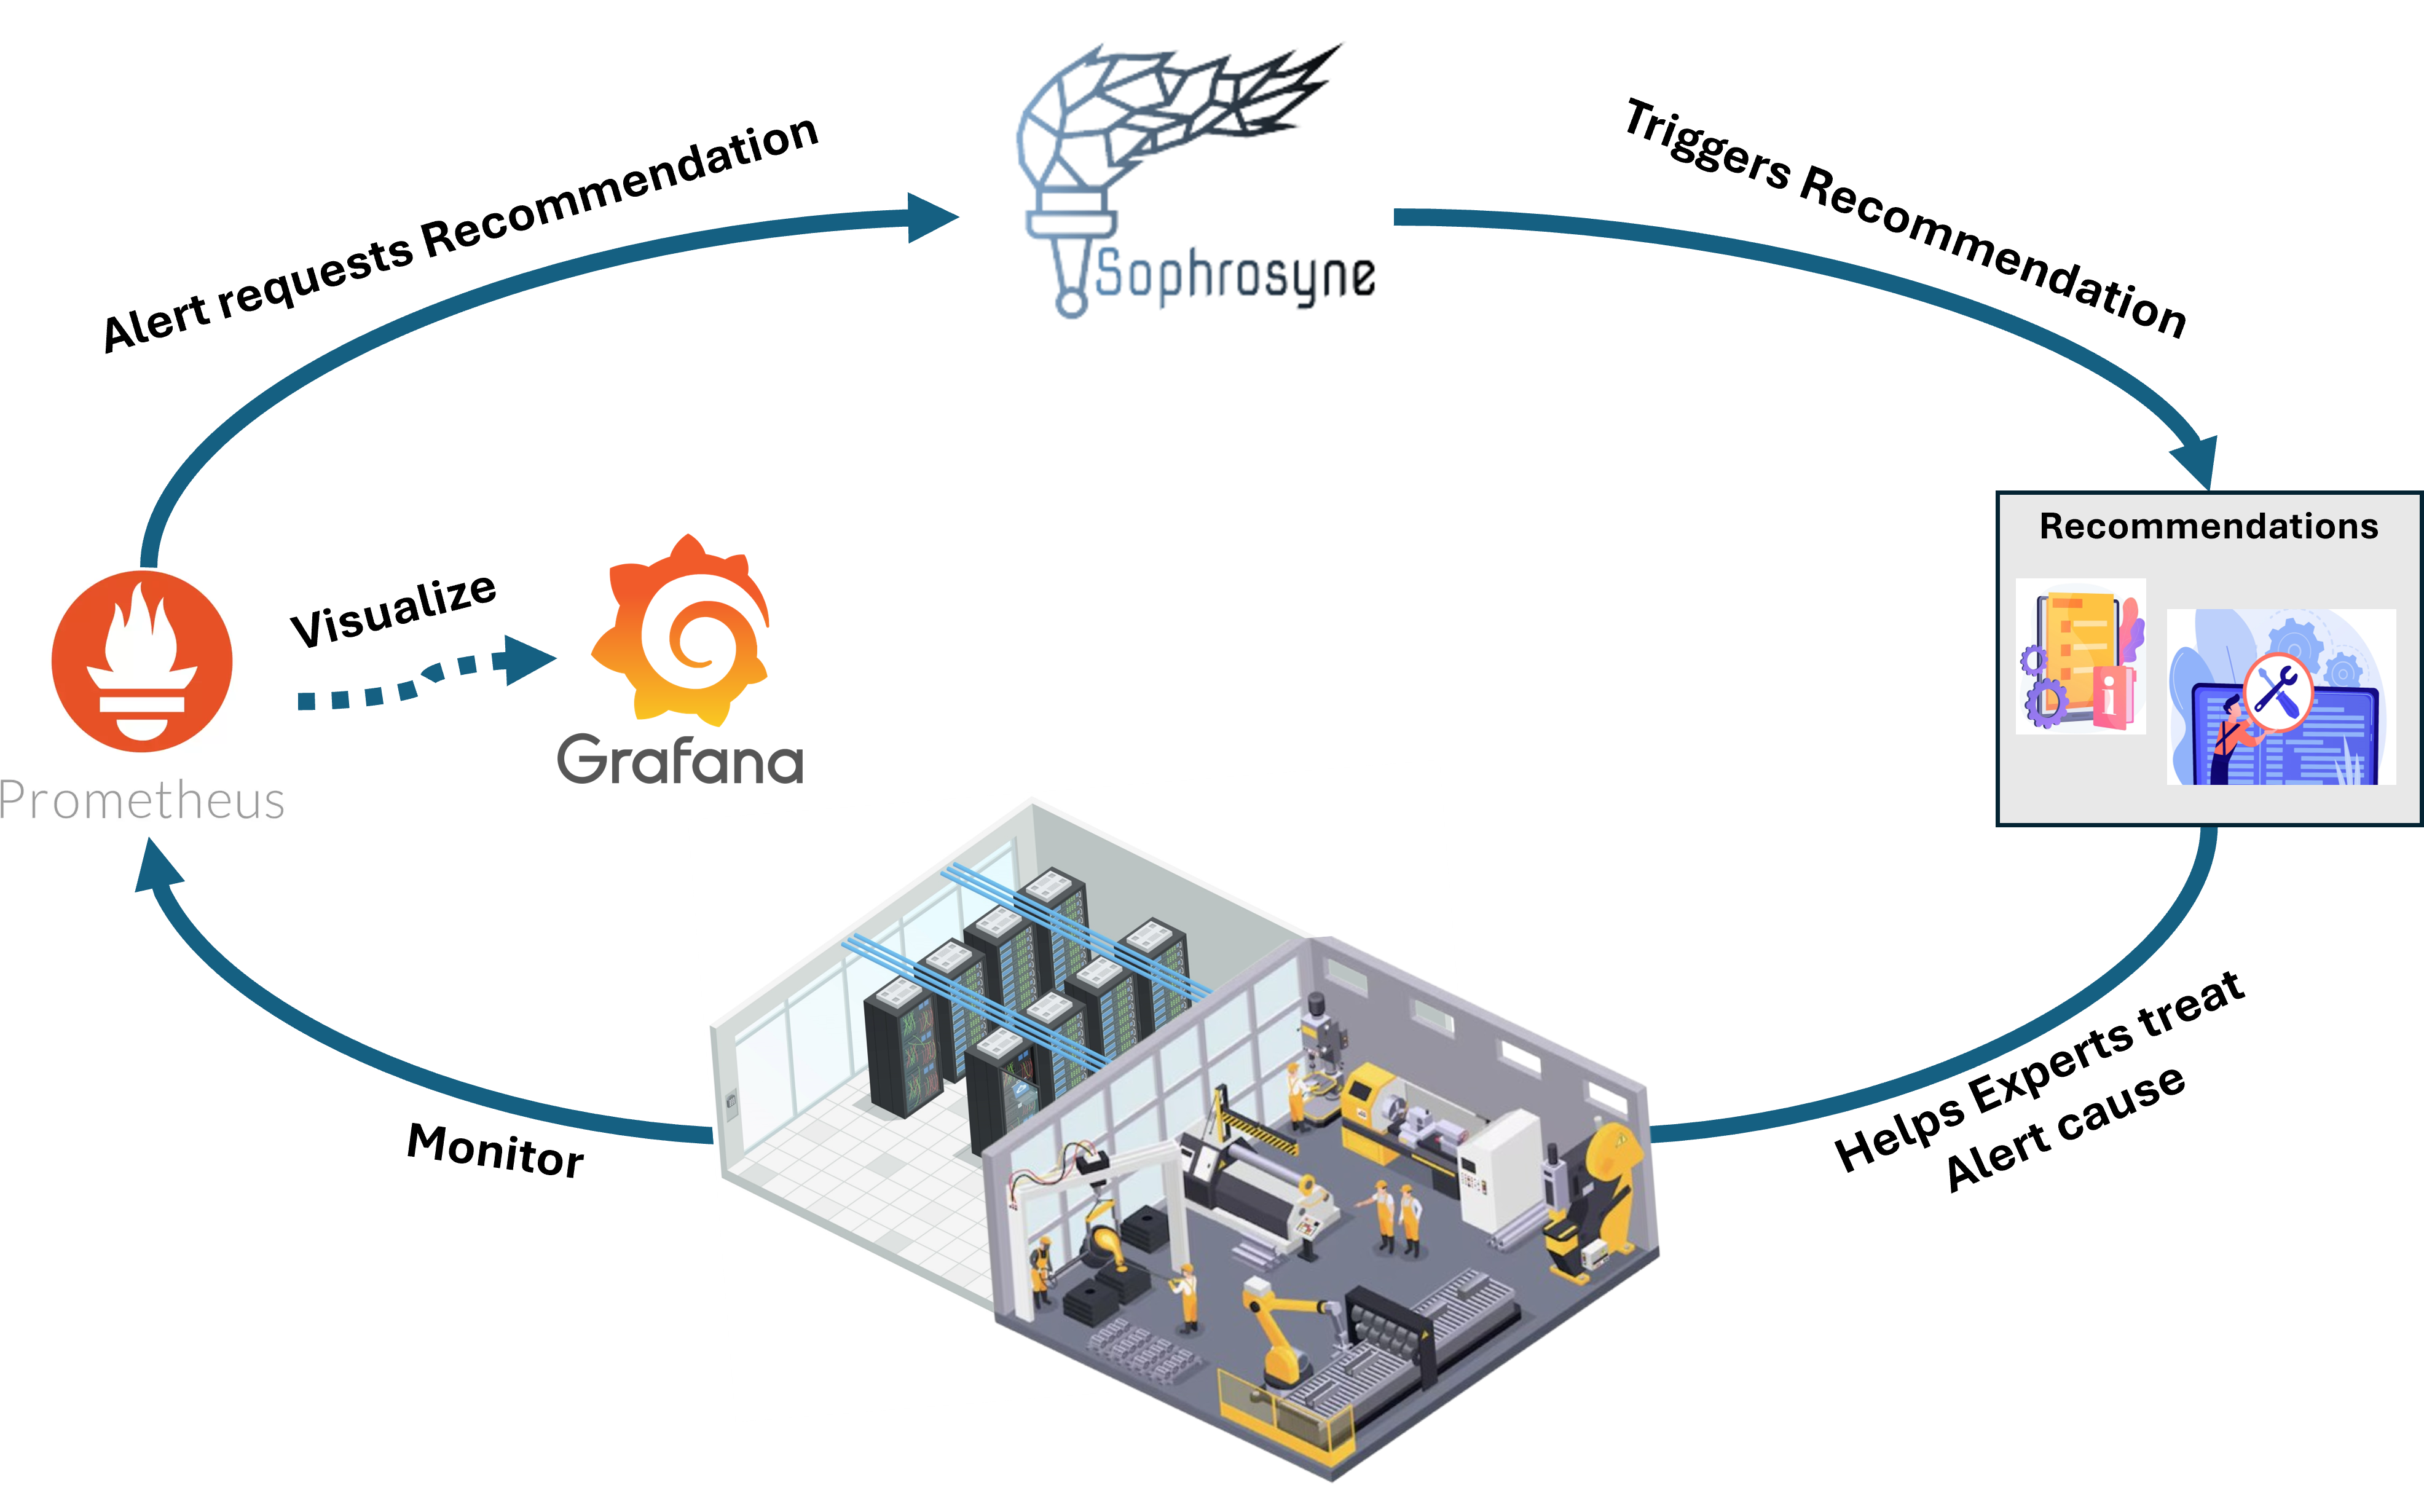 Alert requests Recommendation
Sophrosyne
Triggers Recommendation
Recommendations
Visualize
Grafana
Prometheus
Monitor
Helps Experts treat
Alert cause